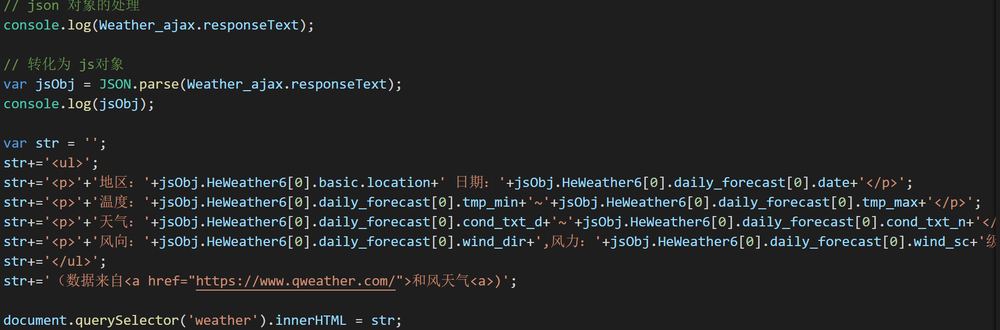 // json 对象的处理
console.log(Weather_ajax.responseText);
// 转化为 js对象
var jsObj = JSON.parse(Weather_ajax.responseText);
console.log(jsObj);
var str = '';
str+='<ul>';
str+='<p>'+'地区：'+jsObj.HeWeather6[0].basic.location+' 日期：'+jsObj.HeWeather6[0].daily_forecast[0].date+'</p>';
str+='<p>'+'温度：'+jsObj.HeWeather6[0].daily_forecast[0].tmp_min+'~'+jsObj.HeWeather6[0].daily_forecast[0].tmp_max+'</p>';
str+='<p>'+'天气：'+jsObj.HeWeather6[0].daily_forecast[0].cond_txt_d+'~'+jsObj.HeWeather6[0].daily_forecast[0].cond_txt_n+'</
str+='<p>'+'风向：'+jsObj.HeWeather6[0].daily_forecast[0].wind_dir+',风力：'+jsObj.HeWeather6[0].daily_forecast[0].wind_sc+'级
str+='</ul>';
str+='（数据来自<a href="https://www.qweather.com/">和风天气<a>)';
document.querySelector('weather').innerHTML = str;